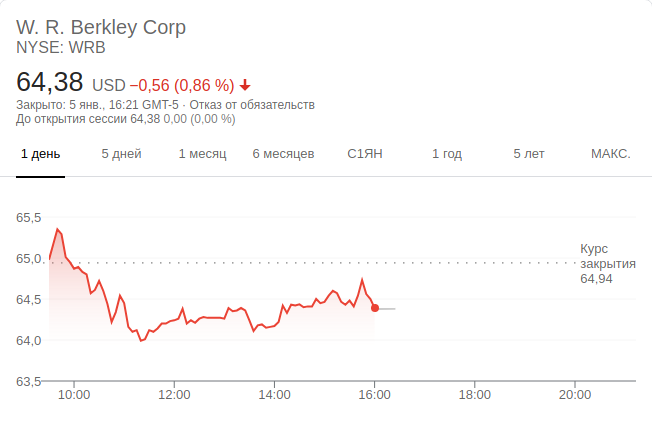 W. R. Berkley Corp
NYSE: WRB
64,38 USD −0,56 (0,86 %)
Закрыто: 5 янв., 16:21 GMT-5 · Отказ от обязательств
До открытия сессии 64,38 0,00 (0,00 %)
1 день 5 дней 1 месяц 6 месяцев С1ЯН 1 год 5 лет МАКС.
65,5
65,0
64,5
64,0
63,5
Курс
закрытия
64,94
10:00 12:00 14:00 16:00 18:00 20:00